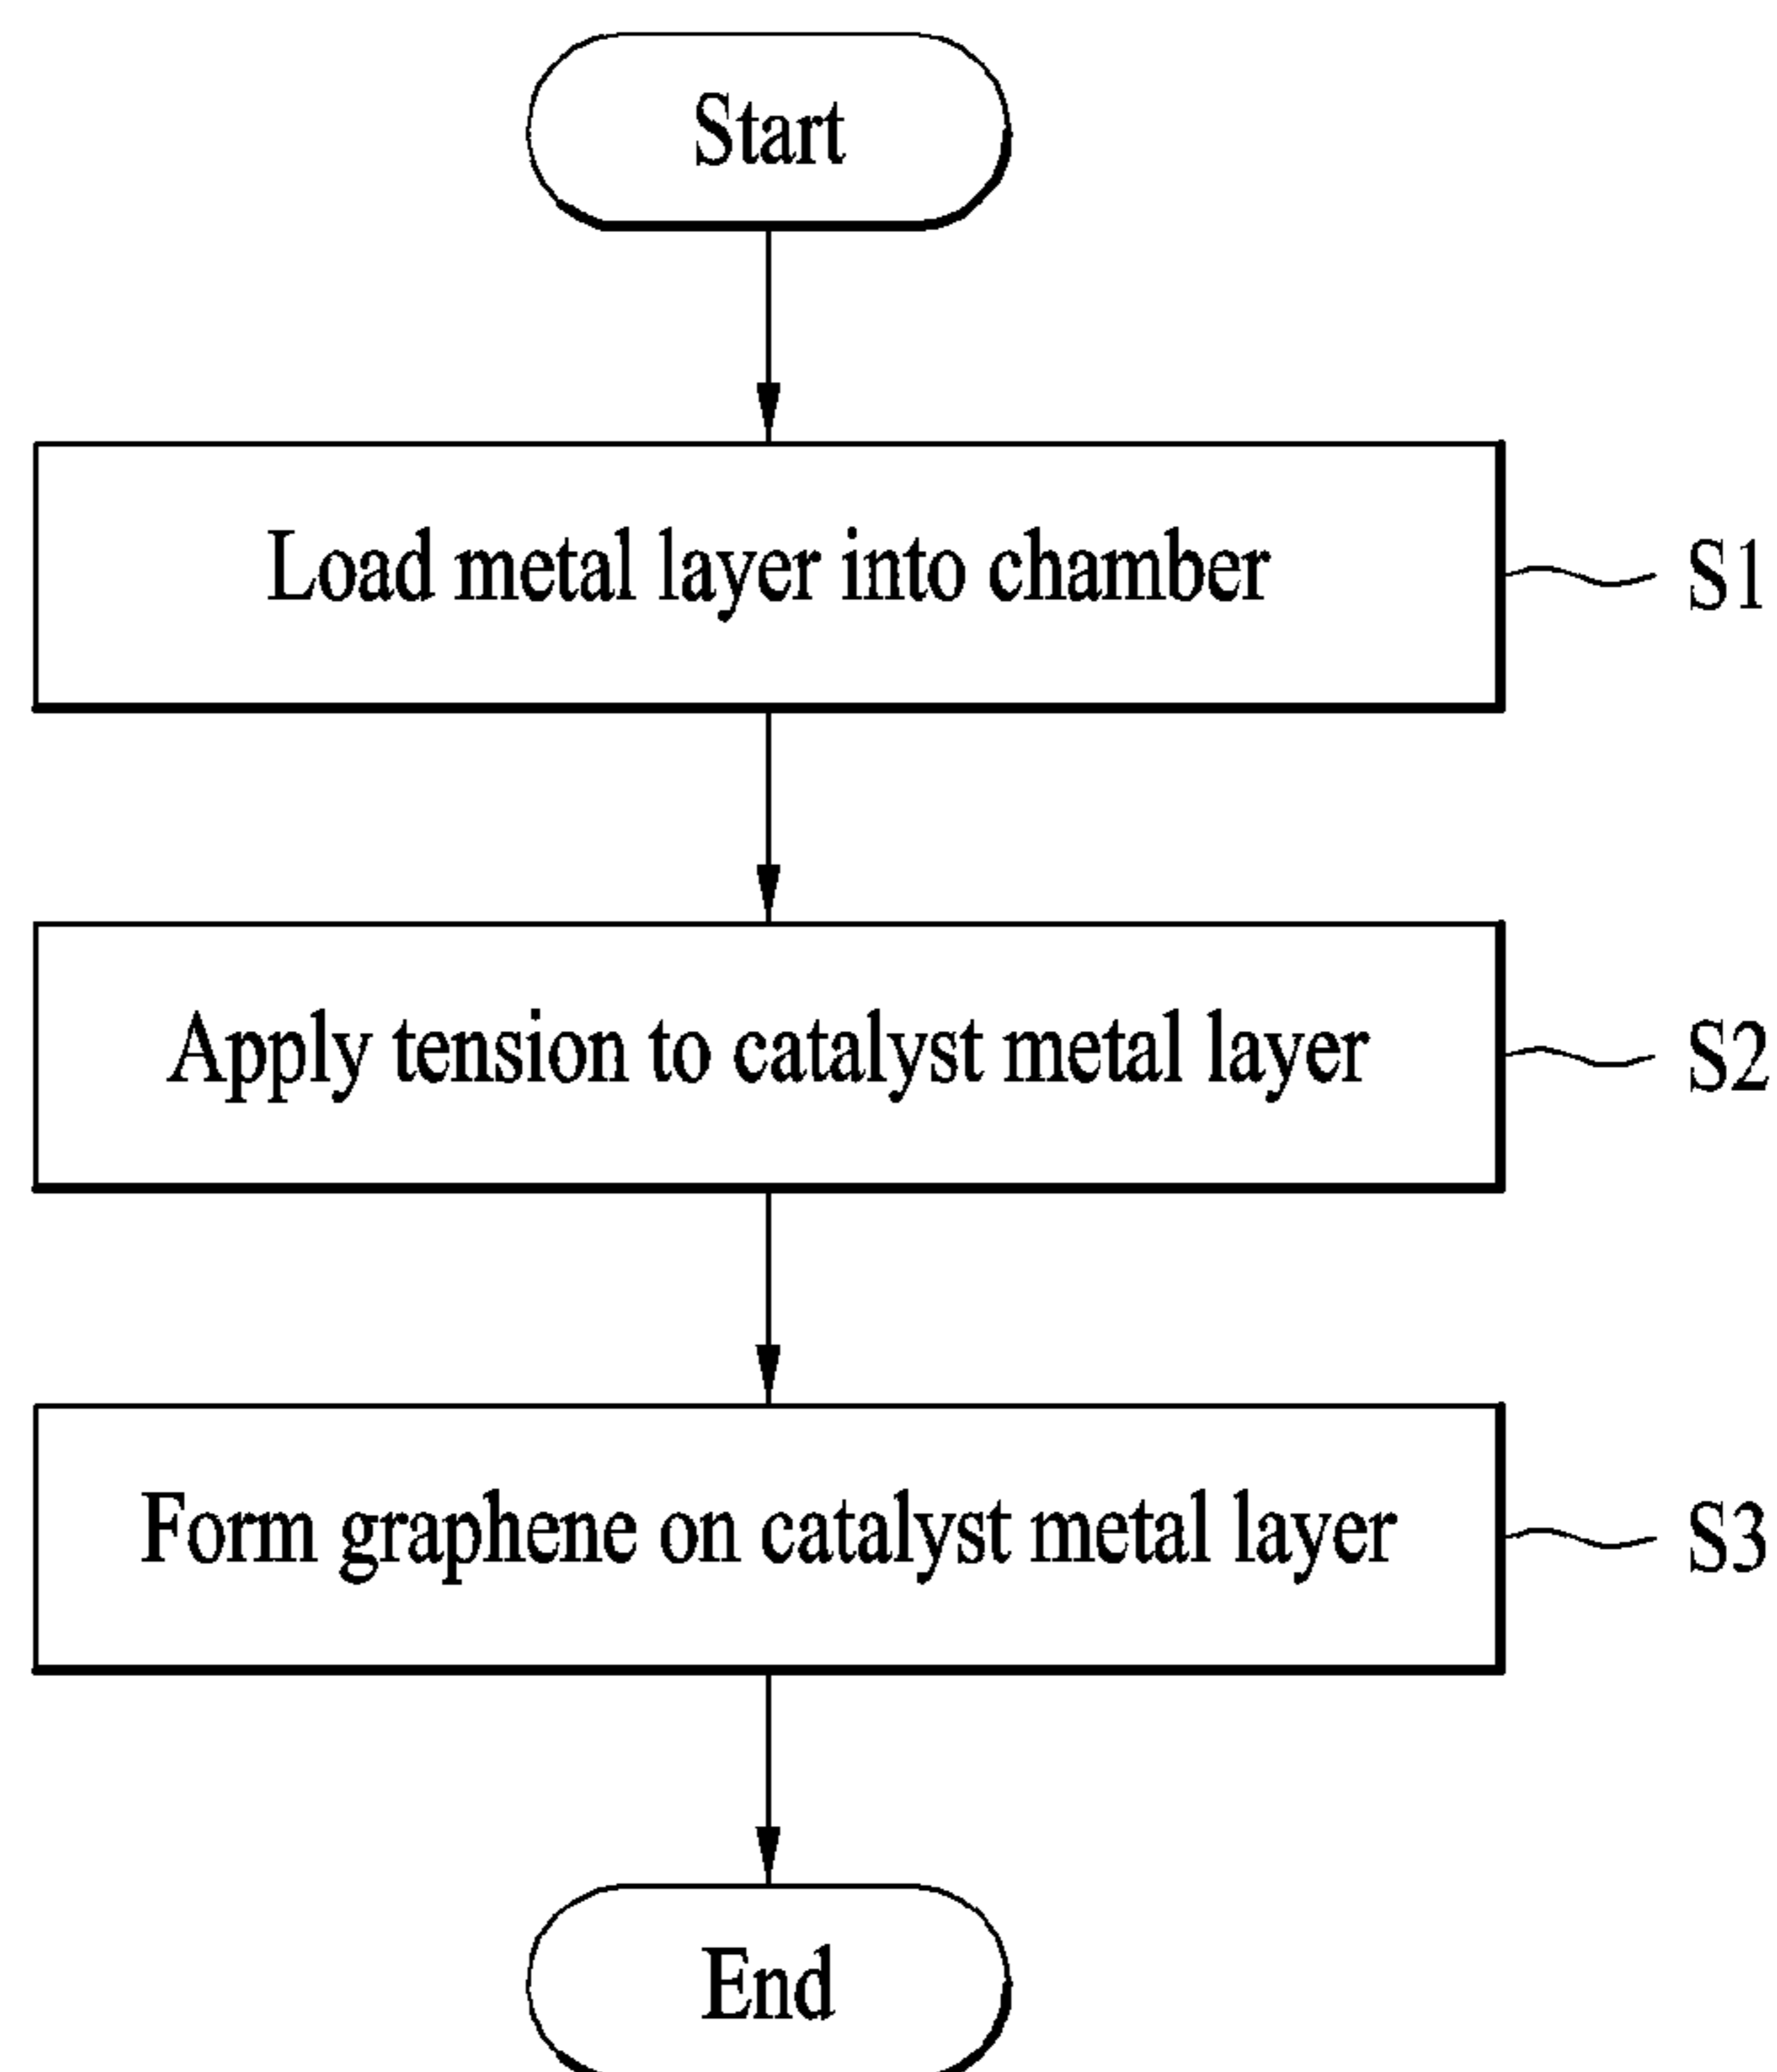 Start
Load metal layer into chamber
S1
Apply tension to catalyst metal layer
S2
Form graphene on catalyst metal layer
S3
End